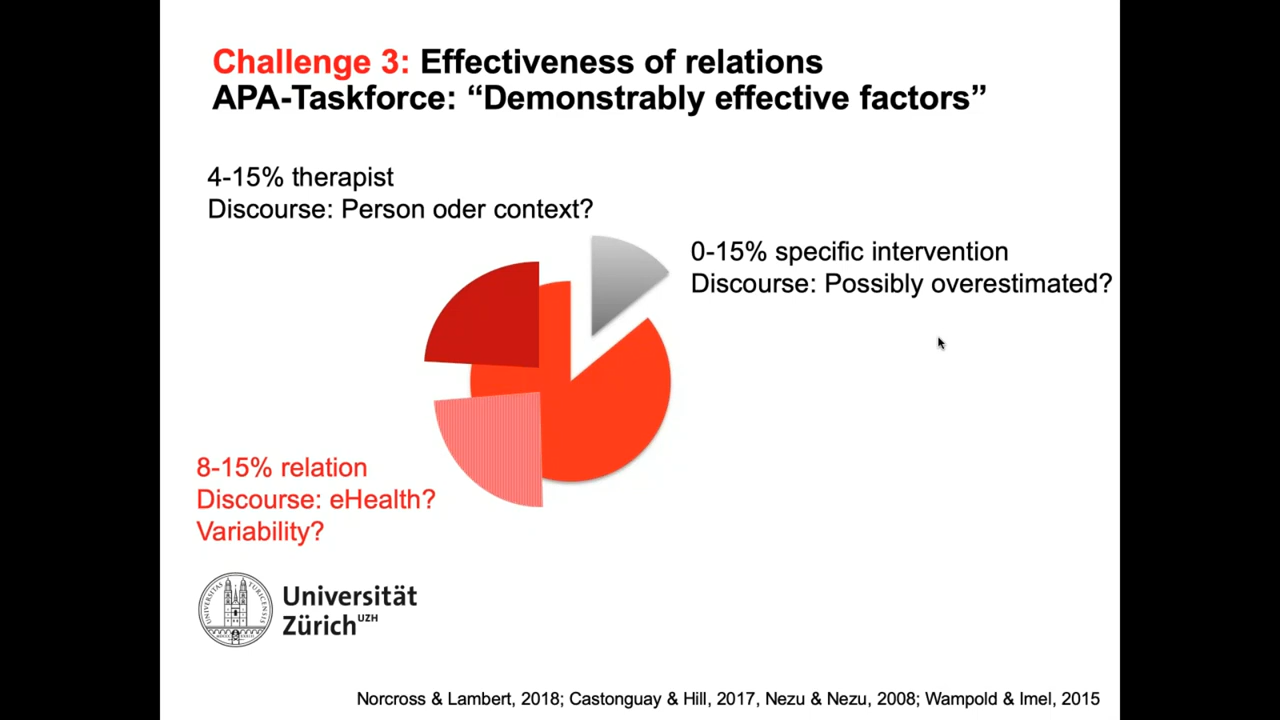 Challenge 3: Effectiveness of relations
APA-Taskforce: “Demonstrably effective factors”
4-15% therapist
Discourse: Person oder context?
0-15% specific intervention
Discourse: Possibly overestimated?
8-15% relation
Discourse: eHealth?
Variability?
Universität
Zürich UZH
Norcross & Lambert, 2018; Castonguay & Hill, 2017, Nezu & Nezu, 2008; Wampold & Imel, 2015